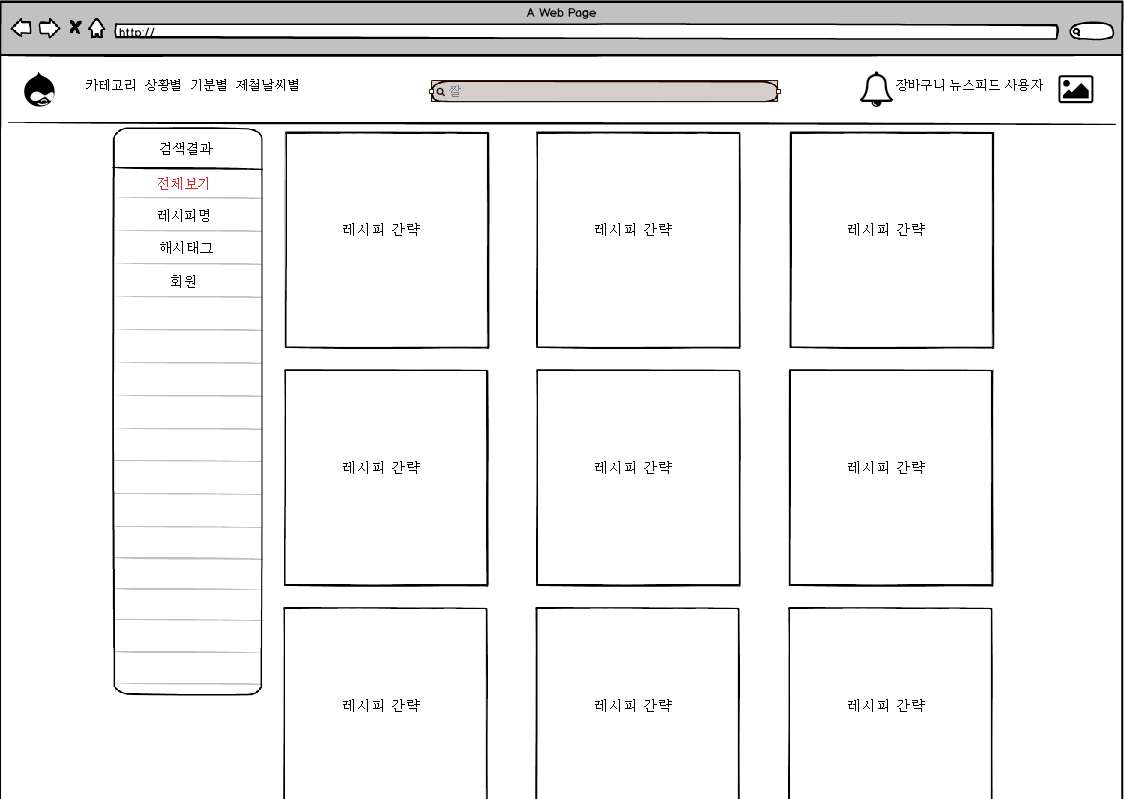 A Web Page
http://
카테고리 상황별 기분별 제철날씨별
쌀
장바구니 뉴스피드 사용자
검색결과
전체보기
레시피명
해시태그
회원
레시피 간략 레시피 간략 레시피 간략
레시피 간략 레시피 간략 레시피 간략
레시피 간략 레시피 간략 레시피 간략